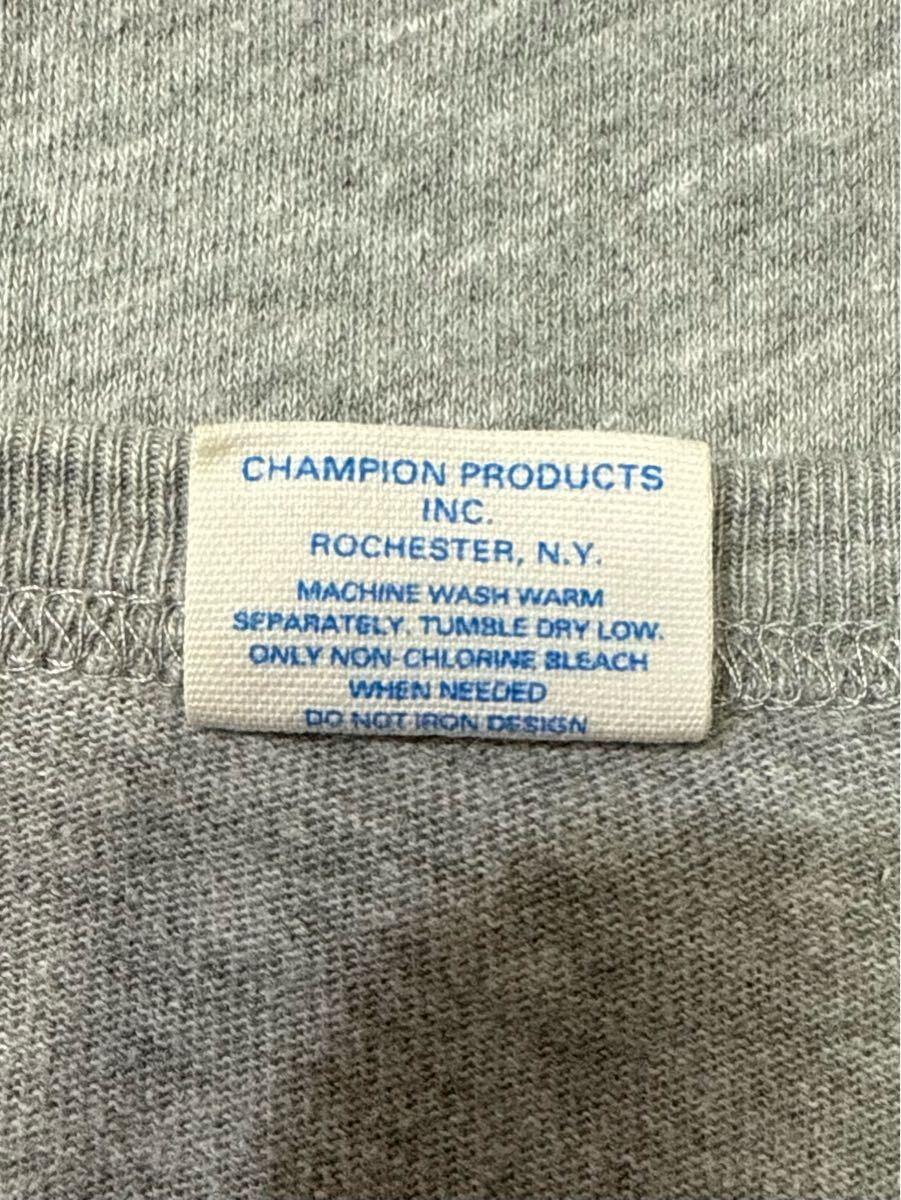 CHAMPION PRODUCTS
INC.
ROCHESTER, N.Y.
MACHINE WASH WARM
SEPARATELY. TUMBLE DRY LOW.
ONLY NON-CHLORINE BLEACH
WHEN NEEDED
DO NOT IRON DESIGN